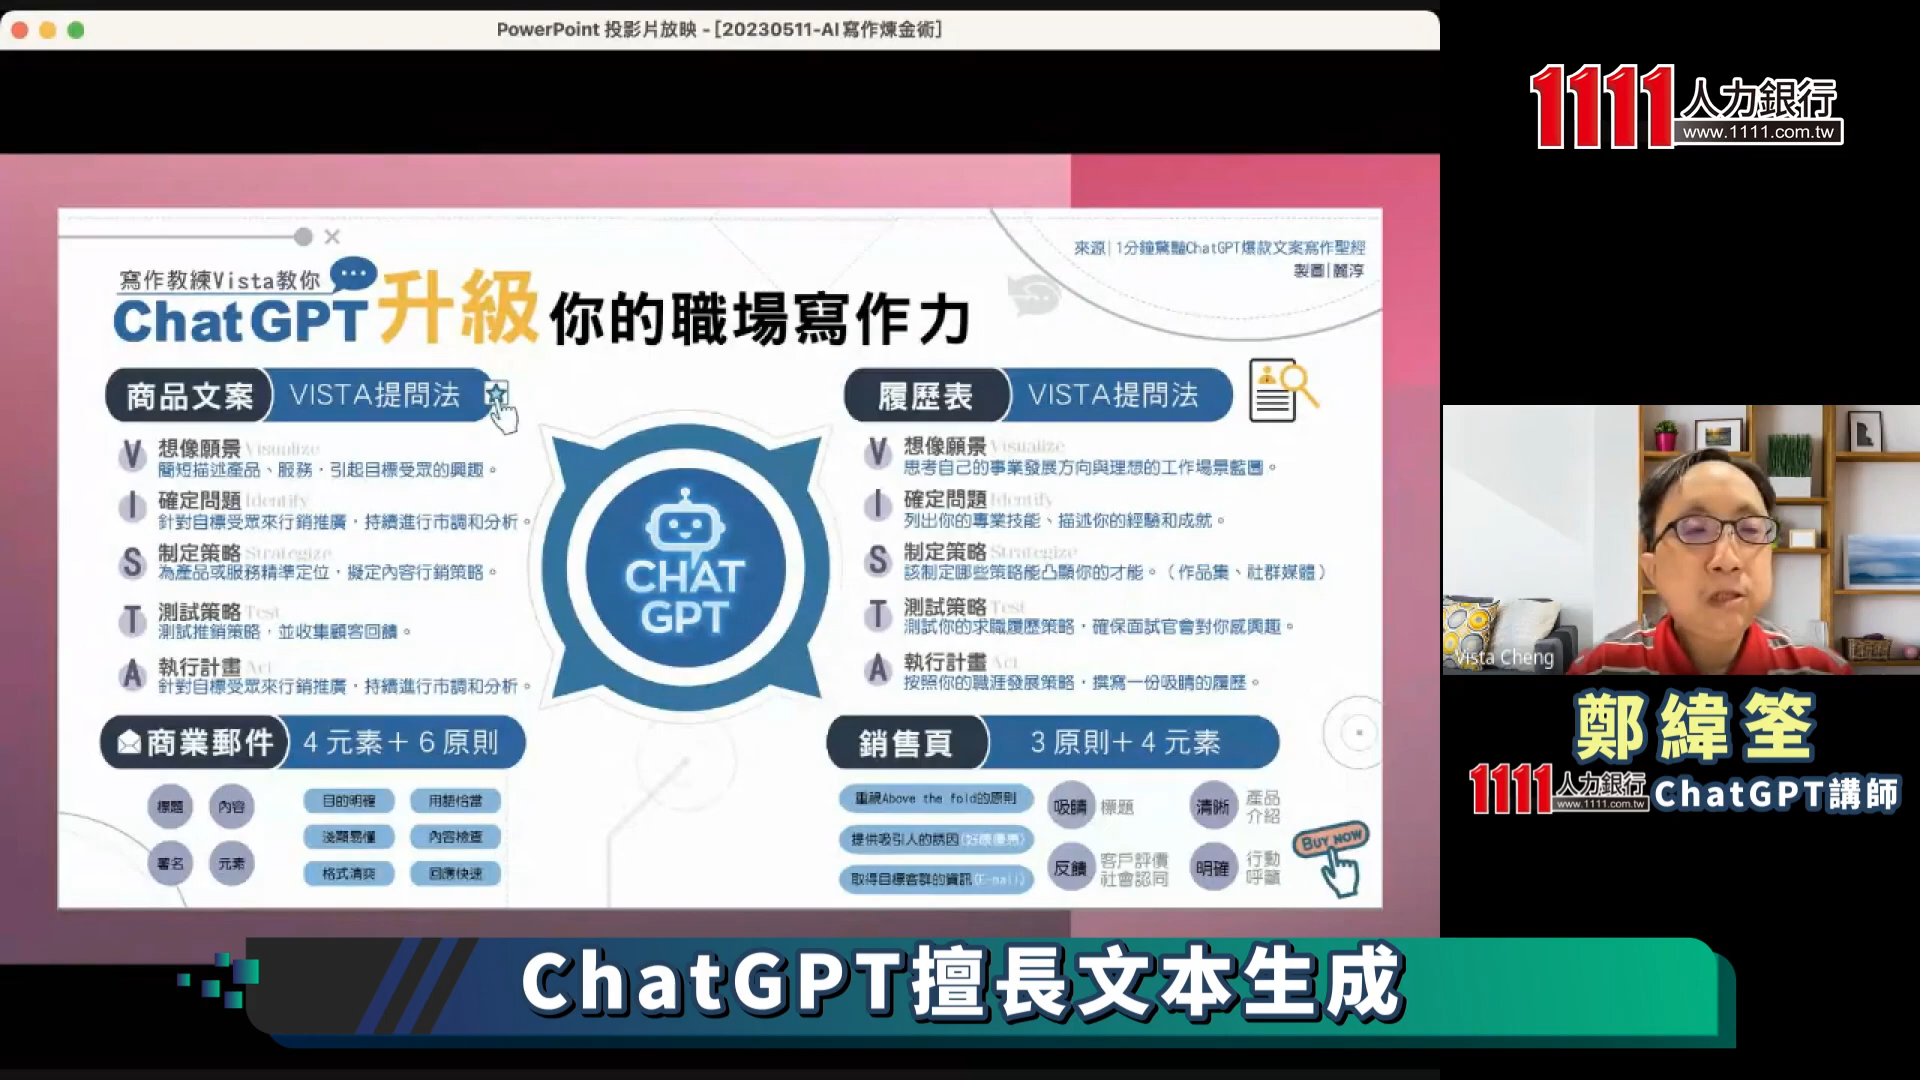 PowerPoint 投影片放映 - [20230511-AI寫作煉金術]
1111人力銀行
www.1111.com.tw
來源|1分鐘驚豔ChatGPT爆款文案寫作聖經
製圖|麗淳
寫作教練Vista教你
ChatGPT升級你的職場寫作力
商品文案 VISTA提問法
V 想像願景 Visualize
簡短描述產品、服務,引起目標受眾的興趣。
I 確定問題 Identify
針對目標受眾來行銷推廣,持續進行市調和分析。
S 制定策略 Strategize
為產品或服務精準定位,擬定內容行銷策略。
T 測試策略 Test
測試推銷策略,並收集顧客回饋。
A 執行計畫 Act
針對目標受眾來行銷推廣,持續進行市調和分析。
CHAT
GPT
履歷表 VISTA提問法
V 想像願景 Visualize
思考自己的事業發展方向與理想的工作場景藍圖。
I 確定問題 Identify
列出你的專業技能、描述你的經驗和成就。
S 制定策略 Strategize
該制定哪些策略能凸顯你的才能。(作品集、社群媒體)
T 測試策略 Test
測試你的求職履歷策略,確保面試官會對你感興趣。
A 執行計畫 Act
按照你的職涯發展策略,撰寫一份吸睛的履歷。
商業郵件 4元素+6原則
標題 內容
署名 元素
目的明確 用語恰當
淺顯易懂 內容檢查
格式清爽 回應快速
銷售頁 3原則+4元素
重視Above the fold的原則
提供吸引人的誘因(好康優惠)
取得目標客群的資訊(E-mail)
吸睛 標題
清晰 產品介紹
反饋 客戶評價 社會認同
明確 行動呼籲
BUY NOW
Vista Cheng
鄭緯筌
1111人力銀行 ChatGPT講師
www.1111.com.tw
ChatGPT擅長文本生成